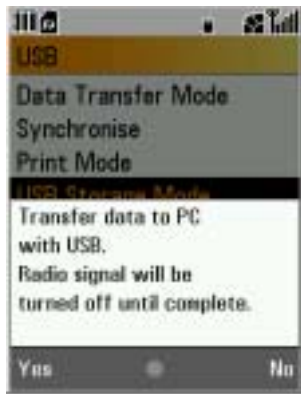 USB
Data Transfer Mode
Synchronise
Print Mode
USB Storage Mode
Transfer data to PC
with USB.
Radio signal will be
turned off until complete.
Yes
No